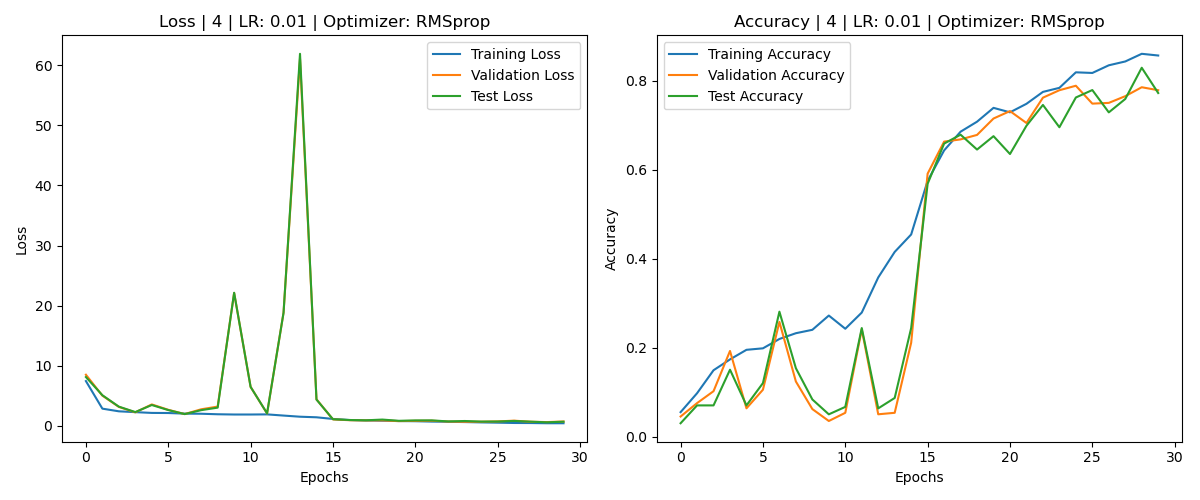 Loss | 4 | LR: 0.01 | Optimizer: RMSprop
Training Loss
Validation Loss
Test Loss
Loss
60
50
40
30
20
10
0
0 5 10 15 20 25 30
Epochs
Accuracy | 4 | LR: 0.01 | Optimizer: RMSprop
Training Accuracy
Validation Accuracy
Test Accuracy
Accuracy
0.8
0.6
0.4
0.2
0.0
0 5 10 15 20 25 30
Epochs